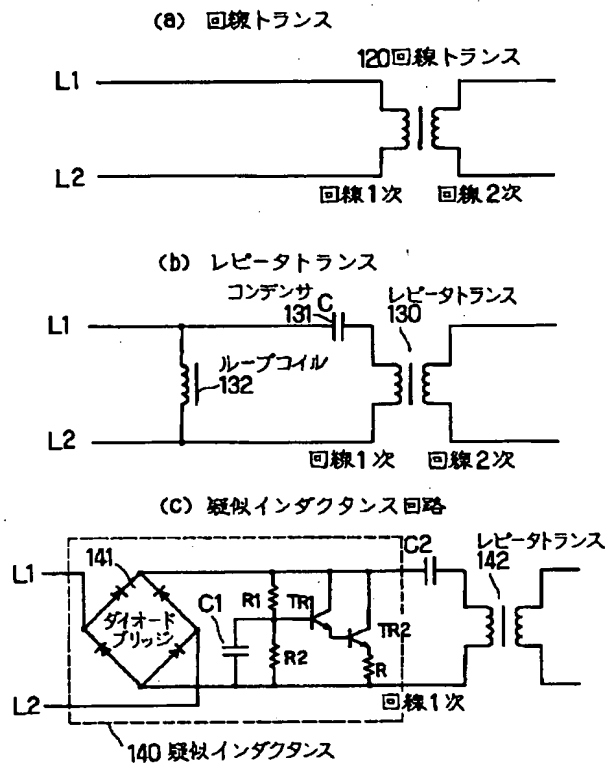 (a) 回線トランス
120回線トランス
L1
L2
回線1次
回線2次
(b) レピータトランス
コンデンサ
131
C
レピータトランス
130
L1
ループコイル
132
L2
回線1次
回線2次
(c) 疑似インダクタンス回路
141
C2
レピータトランス
142
L1
ダイオード
ブリッジ
C1
R1
TR1
TR2
R2
R
L2
回線1次
140 疑似インダクタンス